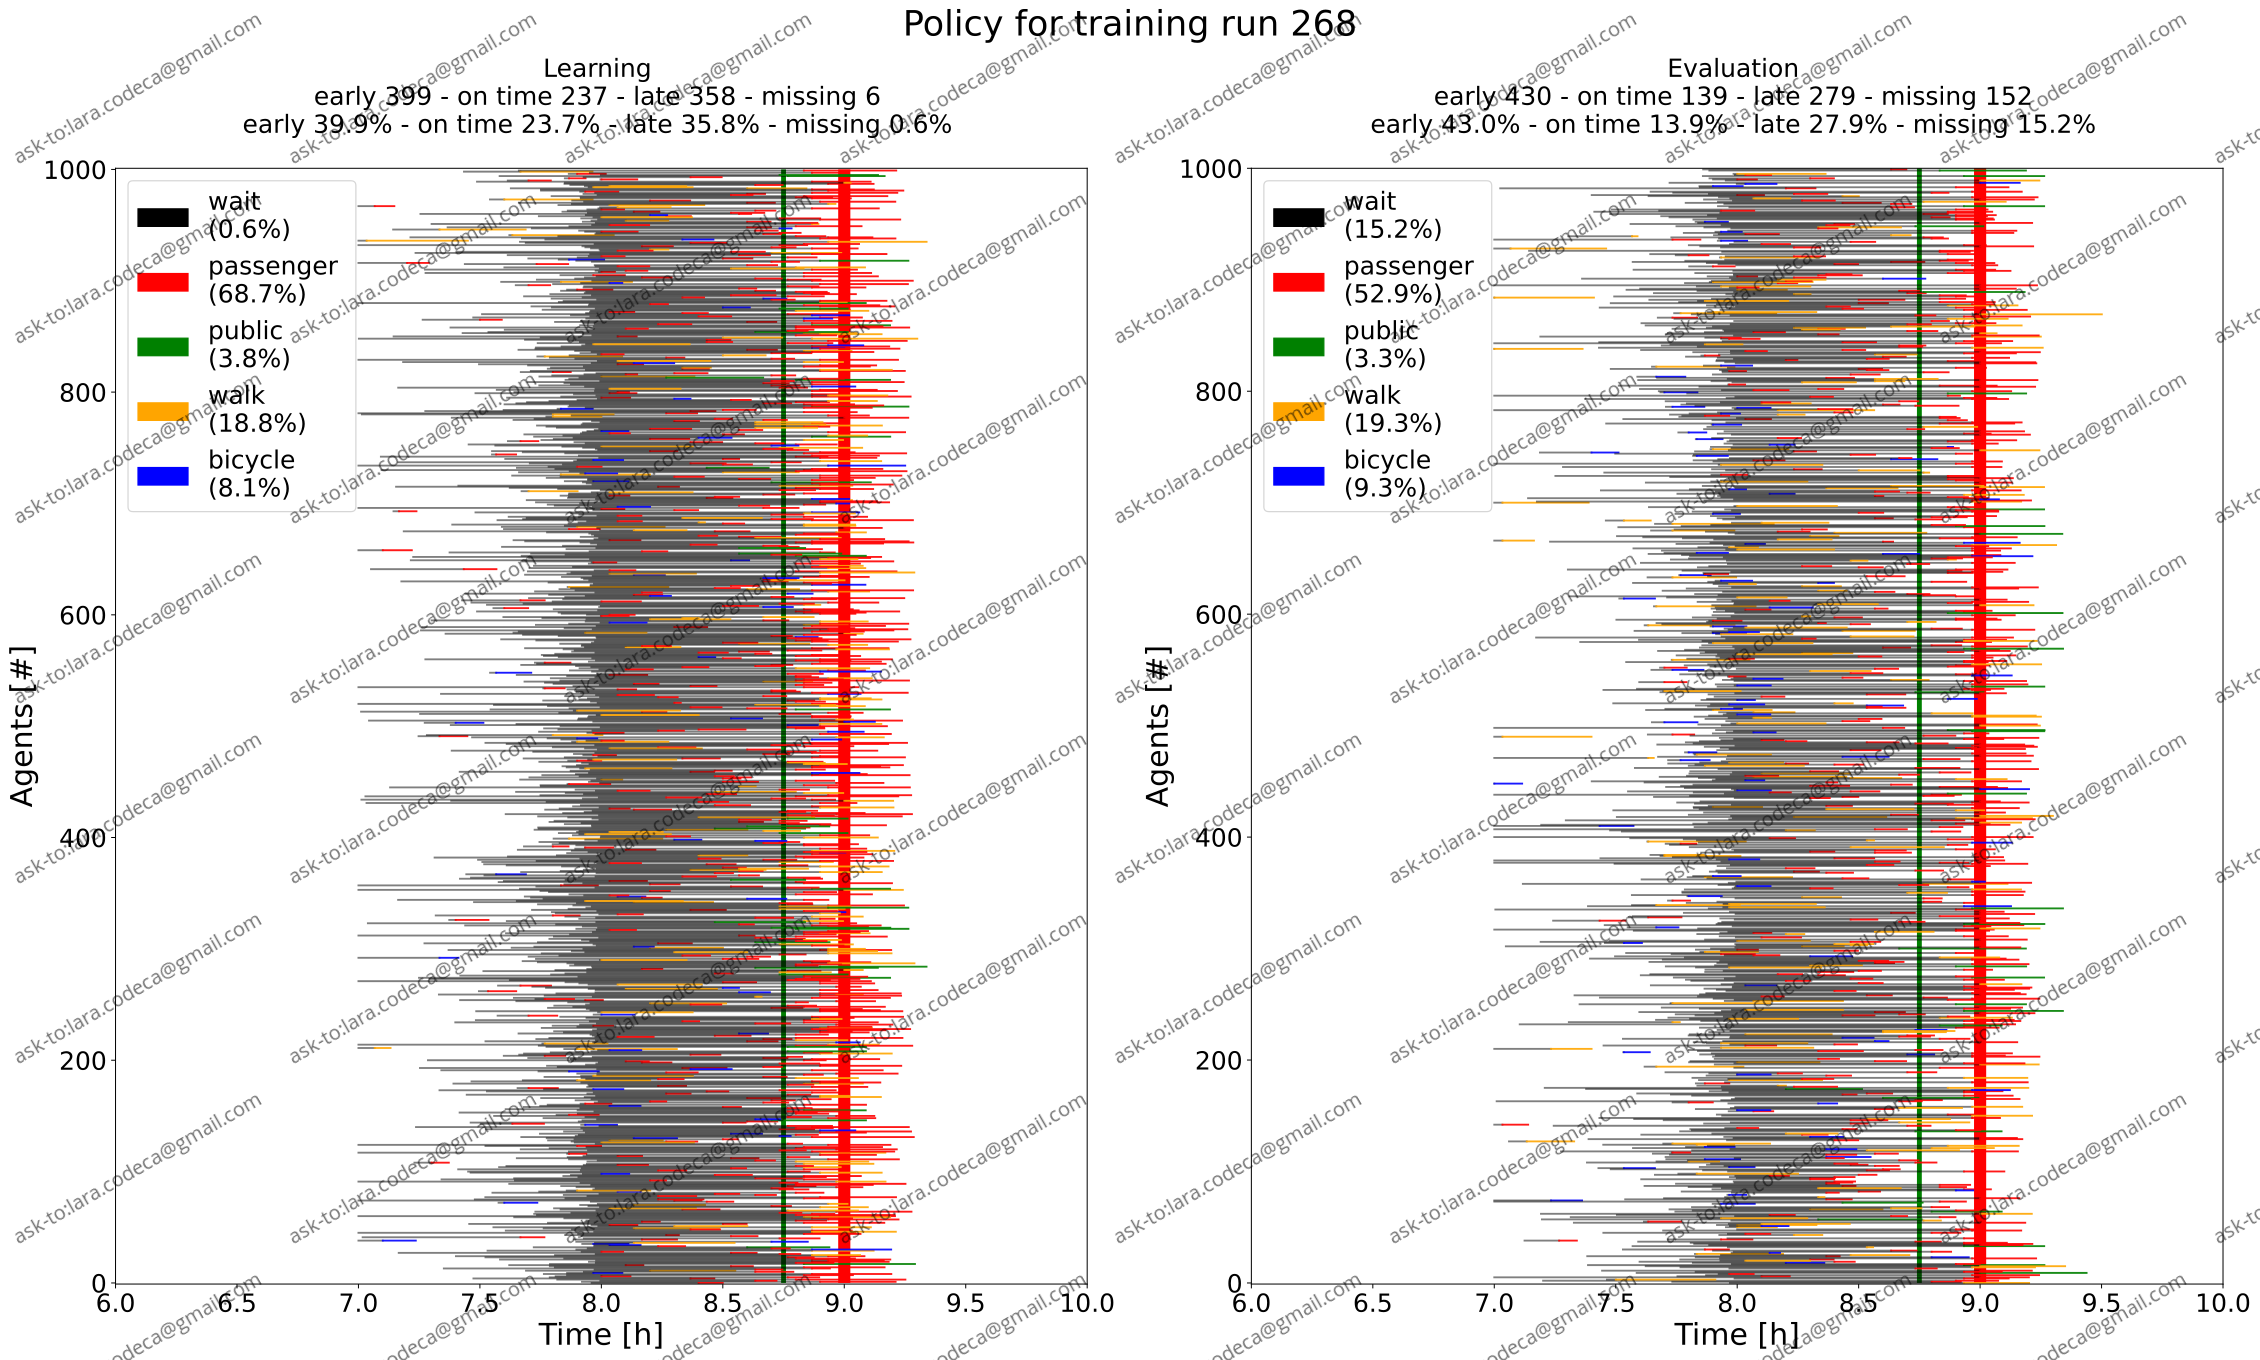 Policy for training run 268
Learning
early 399 - on time 237 - late 358 - missing 6
early 39.9% - on time 23.7% - late 35.8% - missing 0.6%
1000
800
600
400
200
0
Agents [#]
wait
(0.6%)
passenger
(68.7%)
public
(3.8%)
walk
(18.8%)
bicycle
(8.1%)
6.0 6.5 7.0 7.5 8.0 8.5 9.0 9.5 10.0
Time [h]
Evaluation
early 430 - on time 139 - late 279 - missing 152
early 43.0% - on time 13.9% - late 27.9% - missing 15.2%
1000
800
600
400
200
0
Agents [#]
wait
(15.2%)
passenger
(52.9%)
public
(3.3%)
walk
(19.3%)
bicycle
(9.3%)
6.0 6.5 7.0 7.5 8.0 8.5 9.0 9.5 10.0
Time [h]
ask-to:lara.codeca@gmail.com